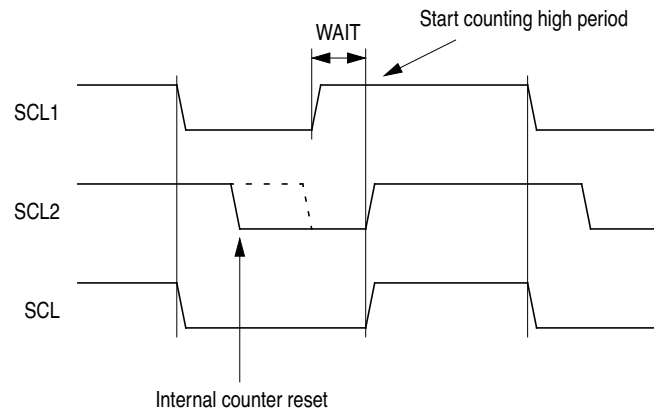 Start counting high period
WAIT
SCL1
SCL2
SCL
Internal counter reset